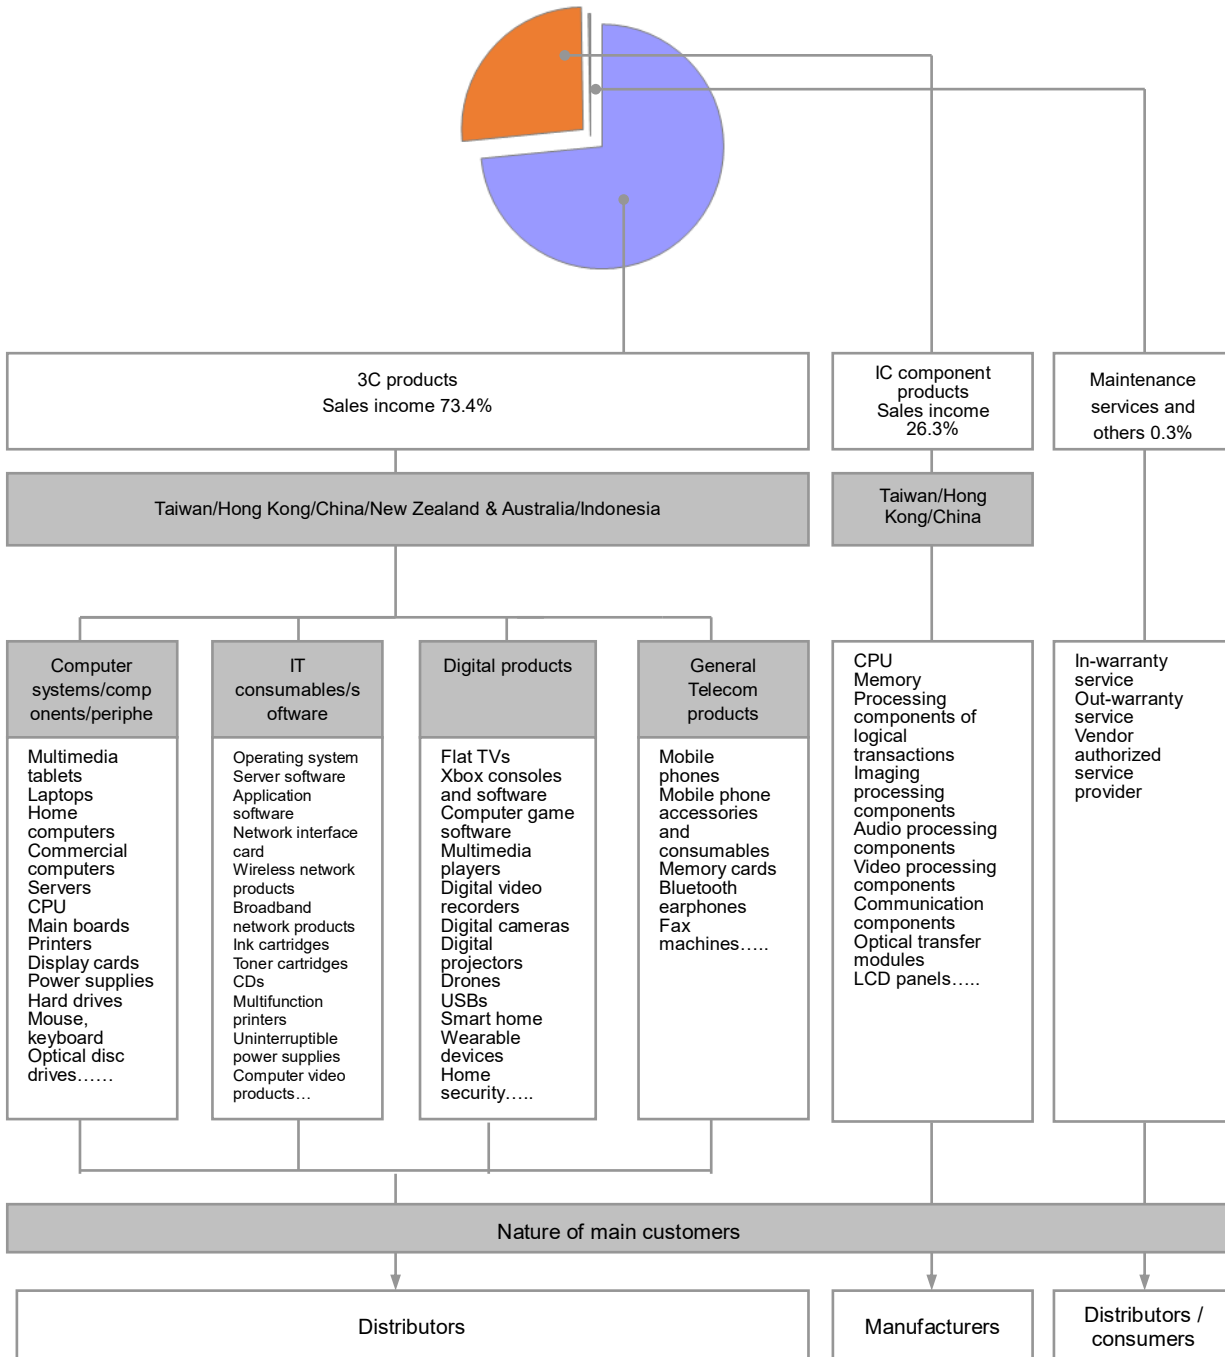 3C products
Sales income 73.4%
IC component
products
Sales income
26.3%
Maintenance
services and
others 0.3%
Taiwan/Hong Kong/China/New Zealand & Australia/Indonesia
Taiwan/Hong
Kong/China
Computer
systems/comp
onents/periphe
Multimedia
tablets
Laptops
Home
computers
Commercial
computers
Servers
CPU
Main boards
Printers
Display cards
Power supplies
Hard drives
Mouse,
keyboard
Optical disc
drives……
IT
consumables/s
oftware
Operating system
Server software
Application
software
Network interface
card
Wireless network
products
Broadband
network products
Ink cartridges
Toner cartridges
CDs
Multifunction
printers
Uninterruptible
power supplies
Computer video
products…
Digital products
Flat TVs
Xbox consoles
and software
Computer game
software
Multimedia
players
Digital video
recorders
Digital cameras
Digital
projectors
Drones
USBs
Smart home
Wearable
devices
Home
security…..
General
Telecom
products
Mobile
phones
Mobile phone
accessories
and
consumables
Memory cards
Bluetooth
earphones
Fax
machines…..
CPU
Memory
Processing
components of
logical
transactions
Imaging
processing
components
Audio processing
components
Video processing
components
Communication
components
Optical transfer
modules
LCD panels…..
In-warranty
service
Out-warranty
service
Vendor
authorized
service
provider
Nature of main customers
Distributors
Manufacturers
Distributors /
consumers